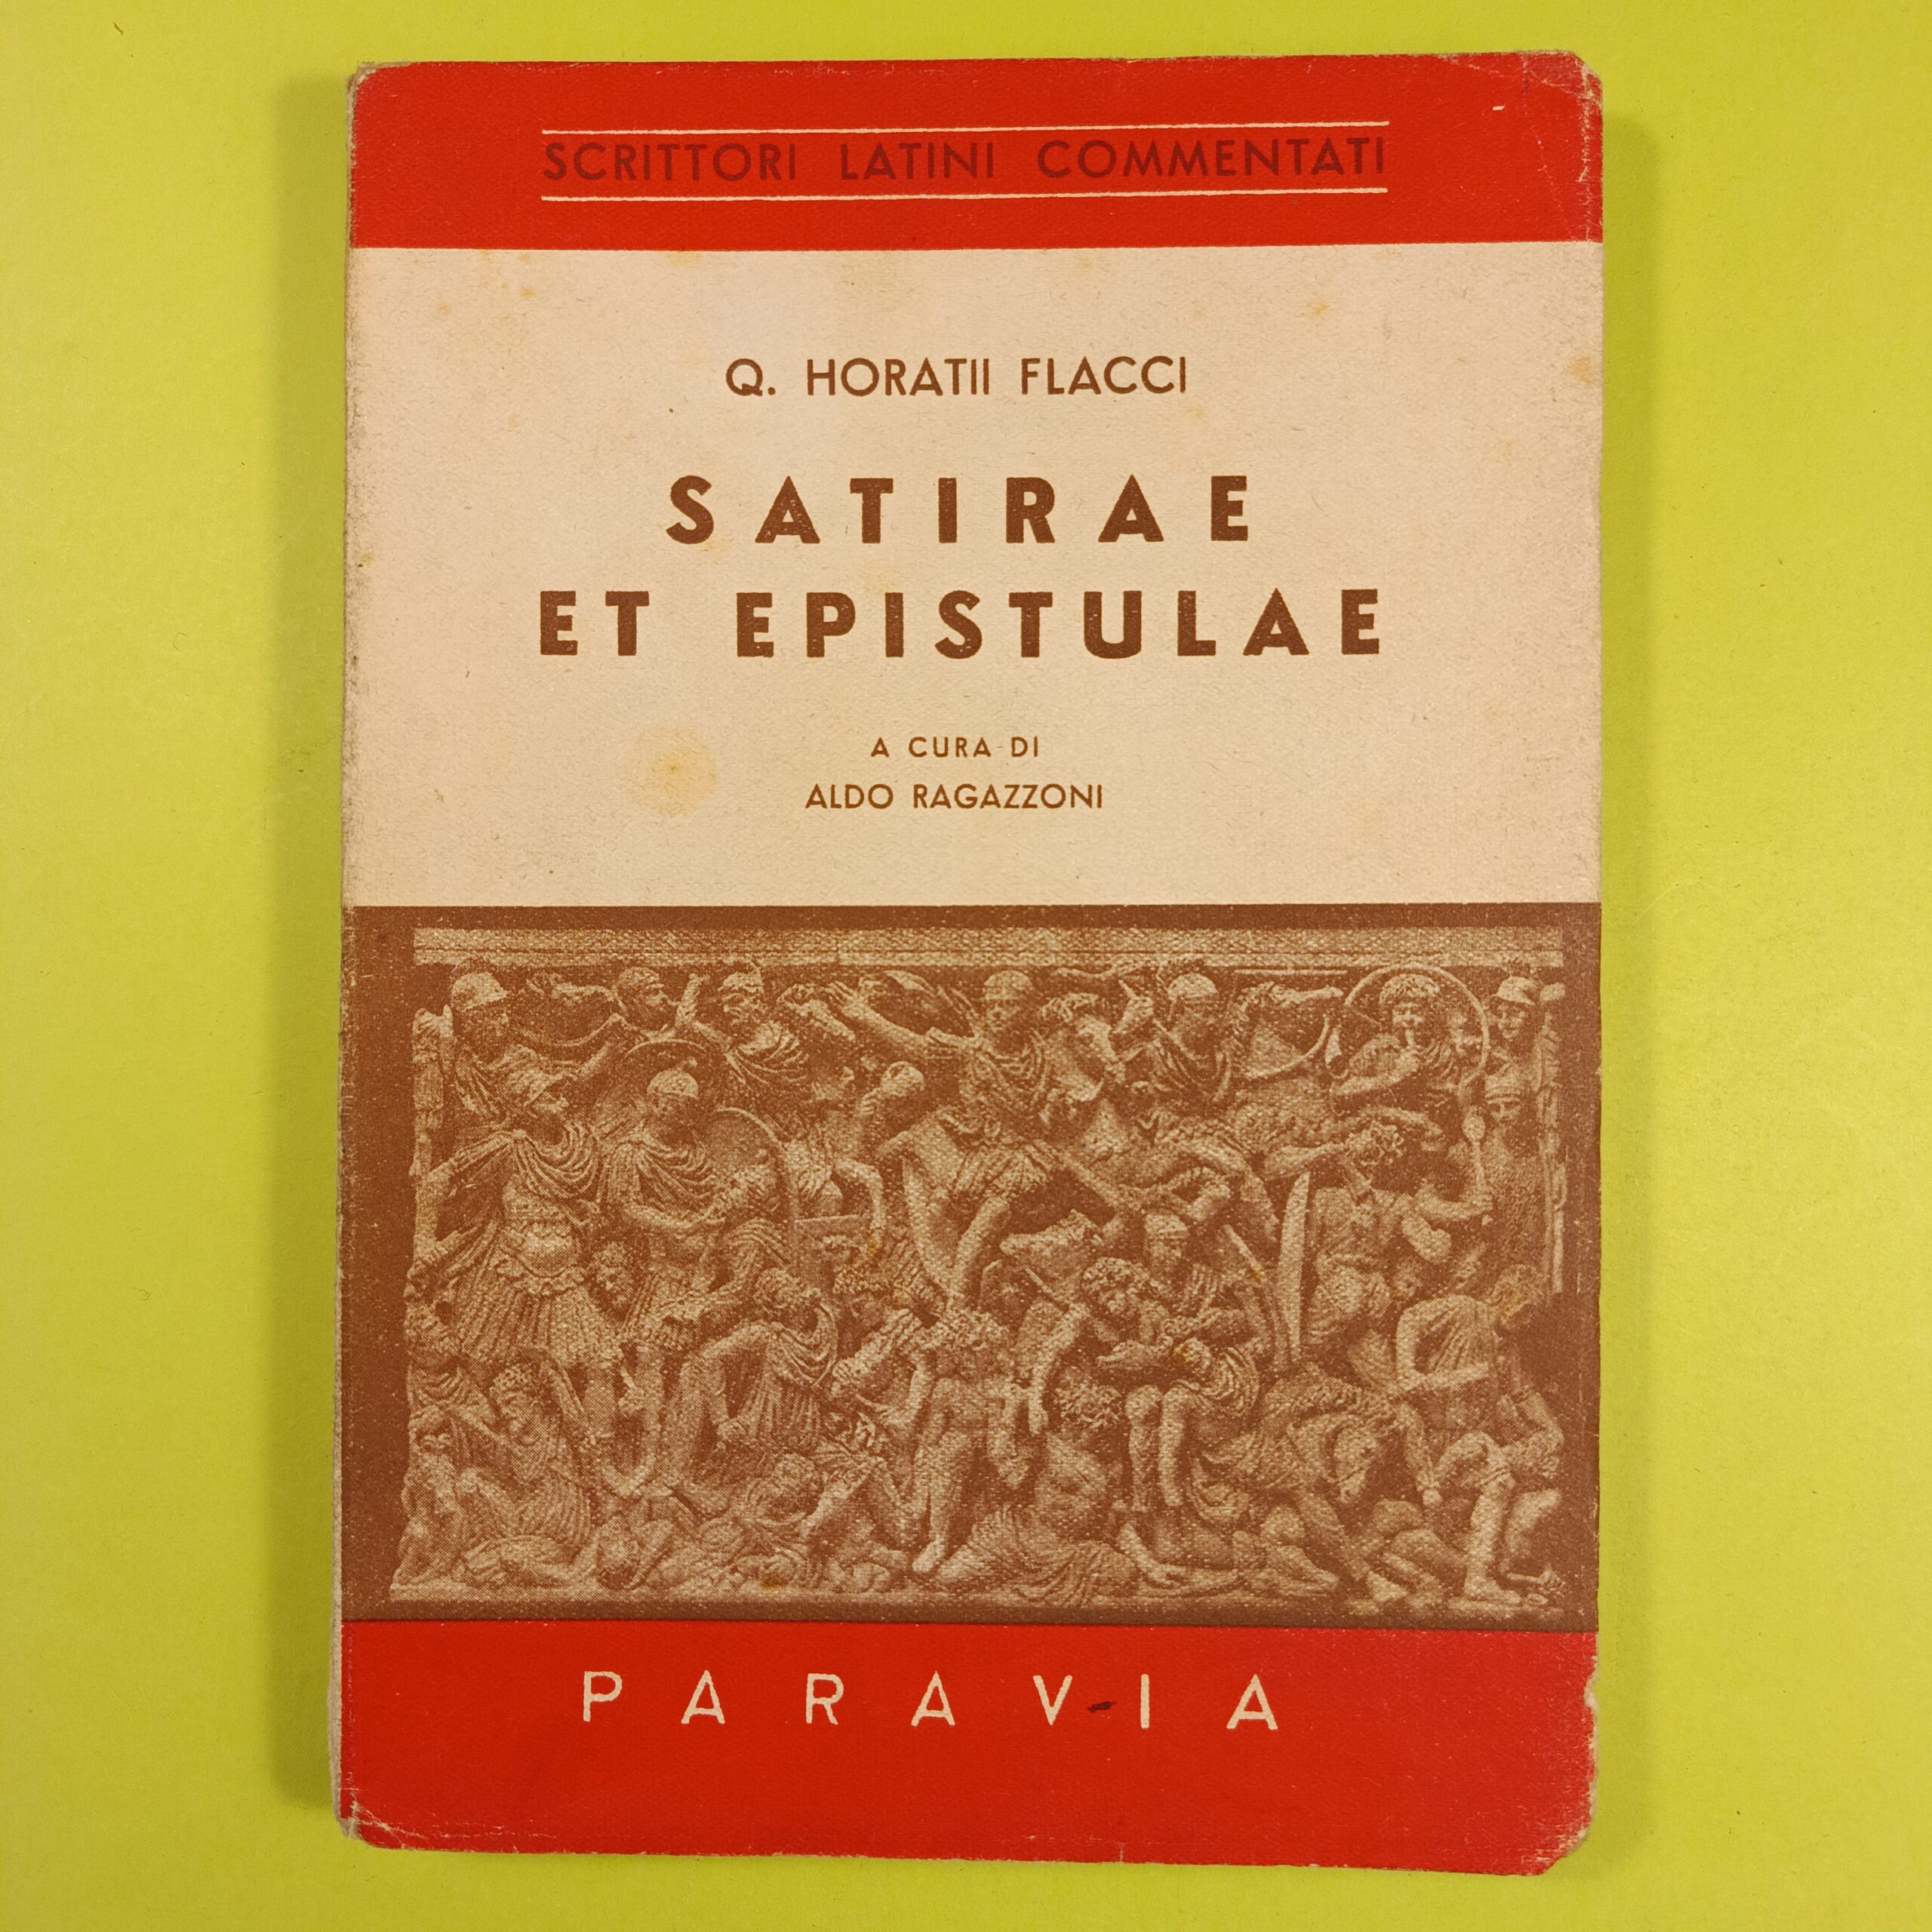 SCRITTORI LATINI COMMENTATI
Q. HORATII FLACCI
SATIRAE
ET EPISTULAE
A CURA DI
ALDO RAGAZZONI
PARAVIA